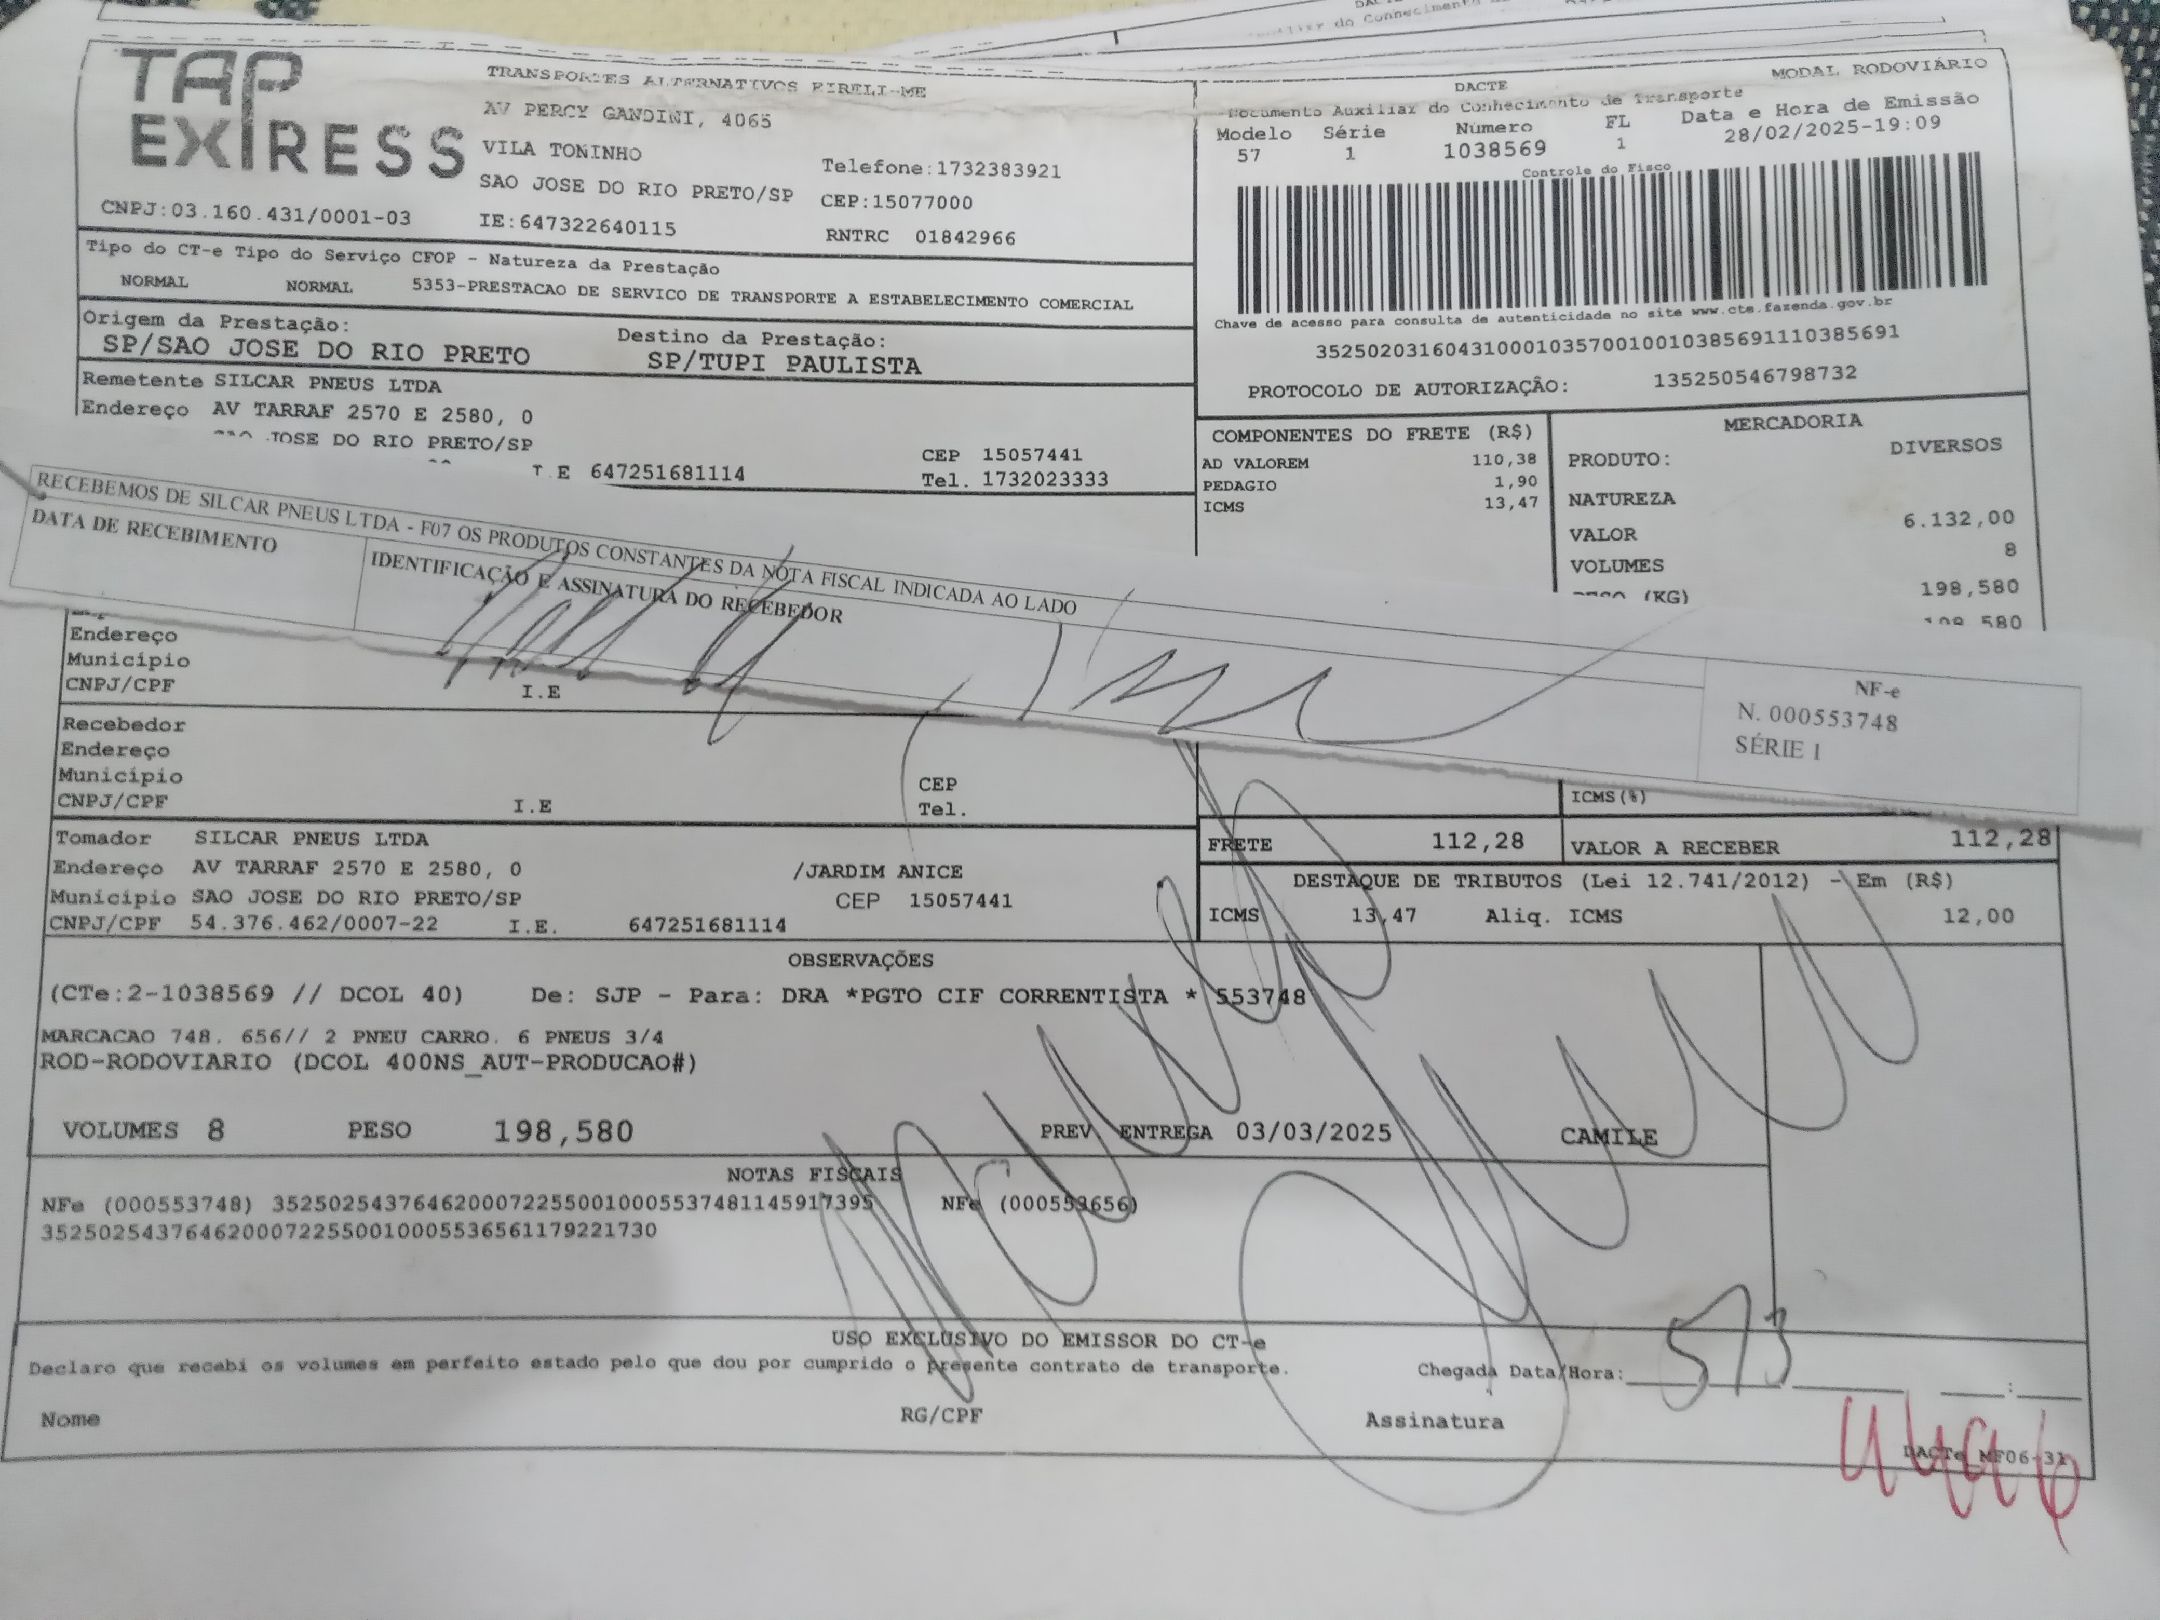 TAP
EXPRESS
TRANSPORTES ALTERNATIVOS EIRELI-ME
AV PERCY GANDINI, 4065
VILA TONINHO
Telefone:1732383921
SAO JOSE DO RIO PRETO/SP CEP:15077000
CNPJ:03.160.431/0001-03 IE:647322640115 RNTRC 01842966
DACTE MODAL RODOVIÁRIO
Documento Auxiliar do Conhecimento de Transporte
Modelo Série Número FL Data e Hora de Emissão
57 1 1038569 1 28/02/2025-19:09
Controle do Fisco
Chave de acesso para consulta de autenticidade no site www.cte.fazenda.gov.br
35250203160431000103570010010385691110385691
PROTOCOLO DE AUTORIZAÇÃO: 135250546798732
Tipo do CT-e Tipo do Serviço CFOP - Natureza da Prestação
NORMAL NORMAL 5353-PRESTACAO DE SERVICO DE TRANSPORTE A ESTABELECIMENTO COMERCIAL
Origem da Prestação: Destino da Prestação:
SP/SAO JOSE DO RIO PRETO SP/TUPI PAULISTA
Remetente SILCAR PNEUS LTDA
Endereço AV TARRAF 2570 E 2580, 0
JOSE DO RIO PRETO/SP CEP 15057441
I.E 647251681114 Tel. 1732023333
COMPONENTES DO FRETE (R$)
AD VALOREM 110,38
PEDAGIO 1,90
ICMS 13,47
MERCADORIA
PRODUTO: DIVERSOS
NATUREZA
VALOR 6.132,00
VOLUMES 8
(KG) 198,580
RECEBEMOS DE SILCAR PNEUS LTDA - F07 OS PRODUTOS CONSTANTES DA NOTA FISCAL INDICADA AO LADO
DATA DE RECEBIMENTO
IDENTIFICAÇÃO E ASSINATURA DO RECEBEDOR
NF-e
N. 000553748
SÉRIE 1
Endereço
Município
CNPJ/CPF I.E
Recebedor
Endereço
Município CEP
CNPJ/CPF I.E Tel.
ICMS(%)
FRETE 112,28 VALOR A RECEBER 112,28
Tomador SILCAR PNEUS LTDA
Endereço AV TARRAF 2570 E 2580, 0 /JARDIM ANICE
Município SAO JOSE DO RIO PRETO/SP CEP 15057441
CNPJ/CPF 54.376.462/0007-22 I.E. 647251681114
DESTAQUE DE TRIBUTOS (Lei 12.741/2012) - Em (R$)
ICMS 13,47 Aliq. ICMS 12,00
OBSERVAÇÕES
(CTe:2-1038569 // DCOL 40) De: SJP - Para: DRA *PGTO CIF CORRENTISTA * 553748
MARCACAO 748. 656// 2 PNEU CARRO. 6 PNEUS 3/4
ROD-RODOVIARIO (DCOL 400NS_AUT-PRODUCAO#)
VOLUMES 8 PESO 198,580 PREV ENTREGA 03/03/2025 CAMILE
NOTAS FISCAIS
NFe (000553748) 35250254376462000722550010005537481145917395 NFe (000553656)
35250254376462000722550010005536561179221730
USO EXCLUSIVO DO EMISSOR DO CT-e
Declaro que recebi os volumes em perfeito estado pelo que dou por cumprido o presente contrato de transporte. Chegada Data/Hora:
Nome RG/CPF Assinatura
DACTe_MF06-31